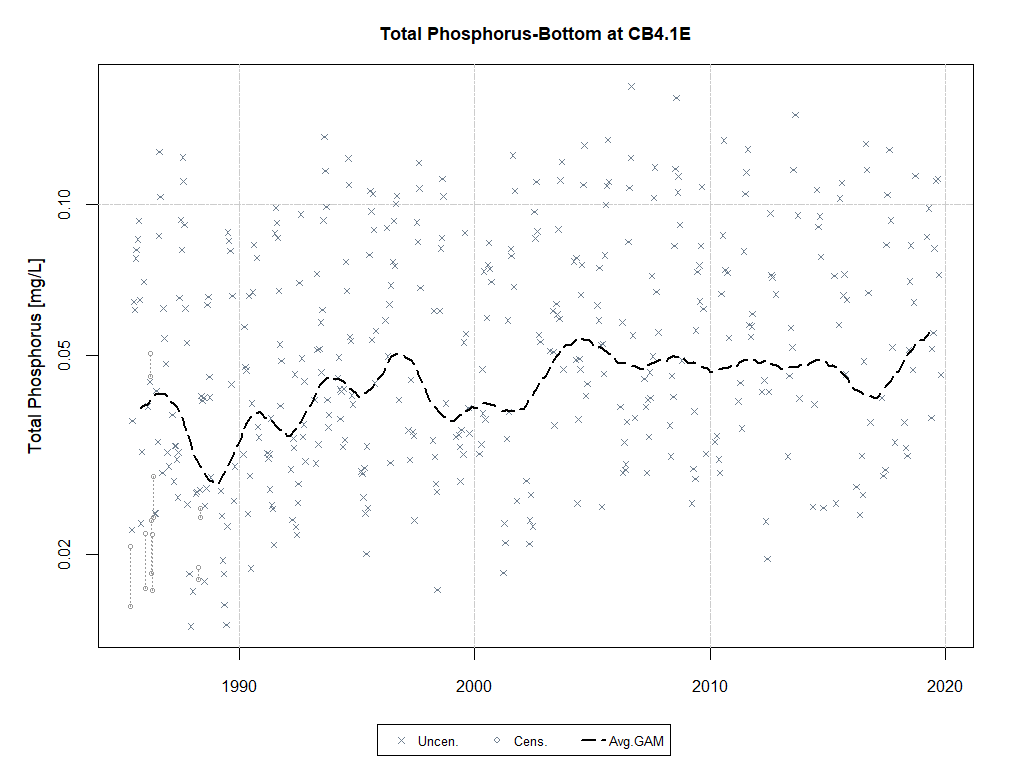 Total Phosphorus-Bottom at CB4.1E
Total Phosphorus [mg/L]
0.10
0.05
0.02
1990 2000 2010 2020
Uncen. Cens. Avg.GAM